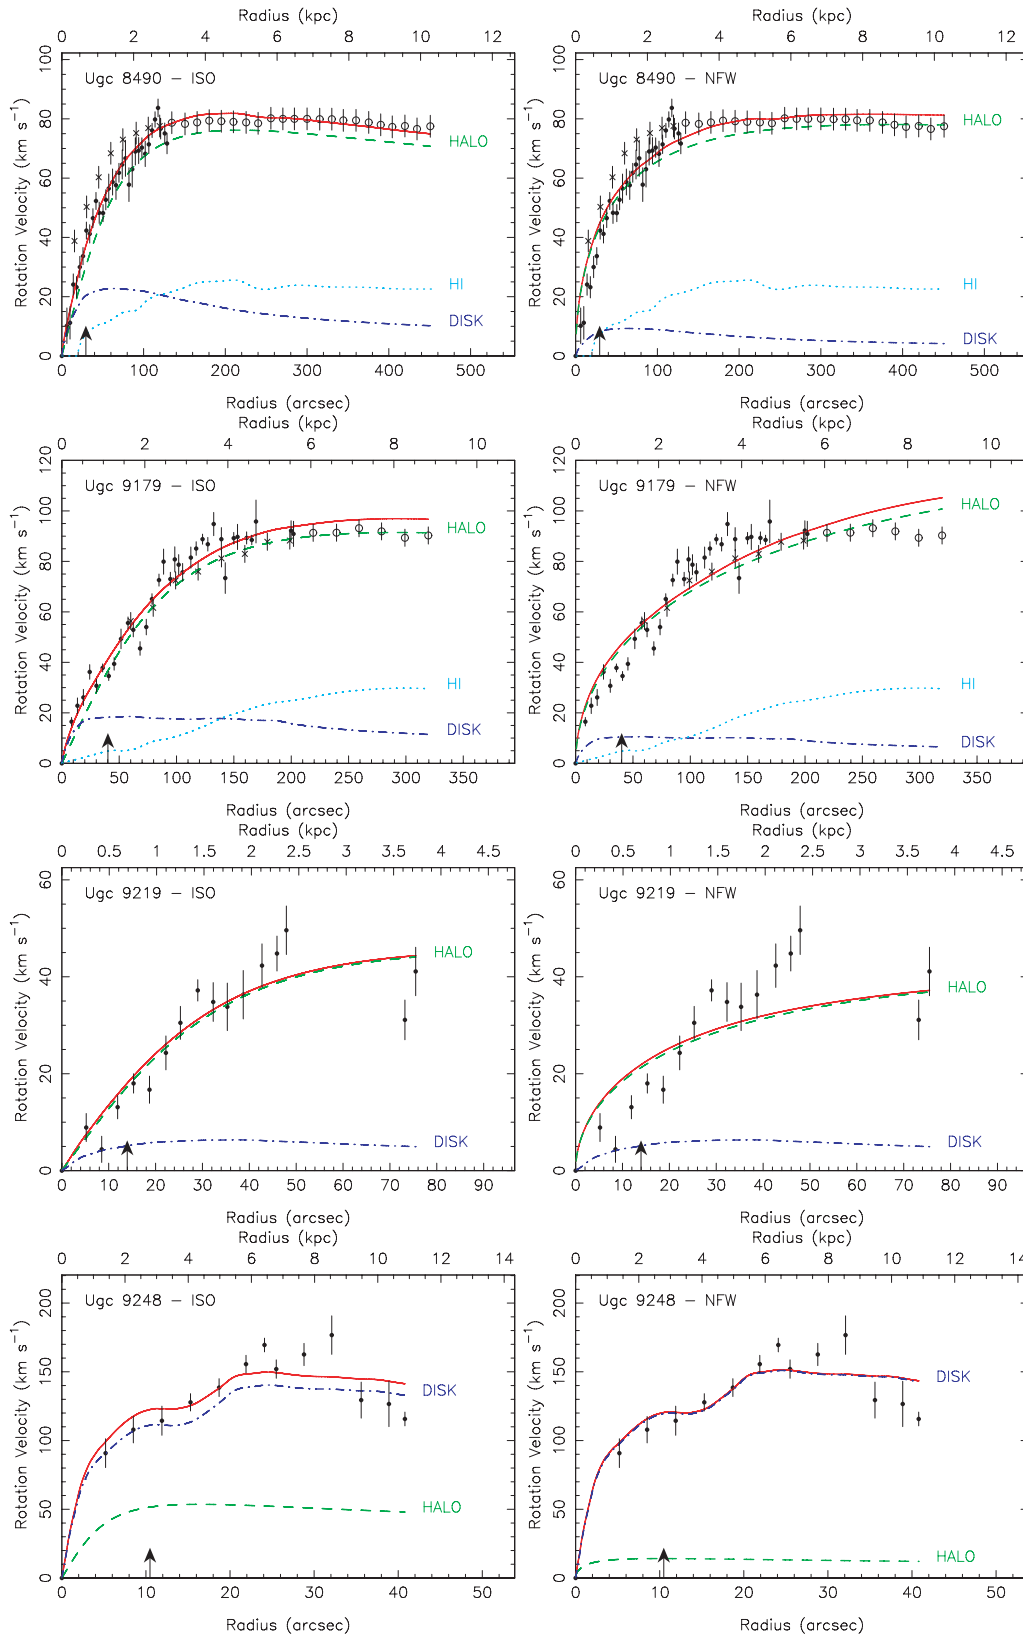 Radius (kpc) Radius (kpc)
0 2 4 6 8 10 12 0 2 4 6 8 10 12
Ugc 8490 – ISO Ugc 8490 – NFW
Rotation Velocity (km s⁻¹) Rotation Velocity (km s⁻¹)
0 20 40 60 80 100 0 20 40 60 80 100
HALO HALO
HI HI
DISK DISK
0 100 200 300 400 500 0 100 200 300 400 500
Radius (arcsec) Radius (arcsec)
Radius (kpc) Radius (kpc)
0 2 4 6 8 10 0 2 4 6 8 10
Ugc 9179 – ISO Ugc 9179 – NFW
Rotation Velocity (km s⁻¹) Rotation Velocity (km s⁻¹)
0 20 40 60 80 100 120 0 20 40 60 80 100 120
HALO HALO
HI HI
DISK DISK
0 50 100 150 200 250 300 350 0 50 100 150 200 250 300 350
Radius (arcsec) Radius (arcsec)
Radius (kpc) Radius (kpc)
0 0.5 1 1.5 2 2.5 3 3.5 4 4.5 0 0.5 1 1.5 2 2.5 3 3.5 4 4.5
Ugc 9219 – ISO Ugc 9219 – NFW
Rotation Velocity (km s⁻¹) Rotation Velocity (km s⁻¹)
0 20 40 60 0 20 40 60
HALO HALO
DISK DISK
0 10 20 30 40 50 60 70 80 90 0 10 20 30 40 50 60 70 80 90
Radius (arcsec) Radius (arcsec)
Radius (kpc) Radius (kpc)
0 2 4 6 8 10 12 14 0 2 4 6 8 10 12 14
Ugc 9248 – ISO Ugc 9248 – NFW
Rotation Velocity (km s⁻¹) Rotation Velocity (km s⁻¹)
0 50 100 150 200 0 50 100 150 200
DISK DISK
HALO HALO
0 10 20 30 40 50 0 10 20 30 40 50
Radius (arcsec) Radius (arcsec)